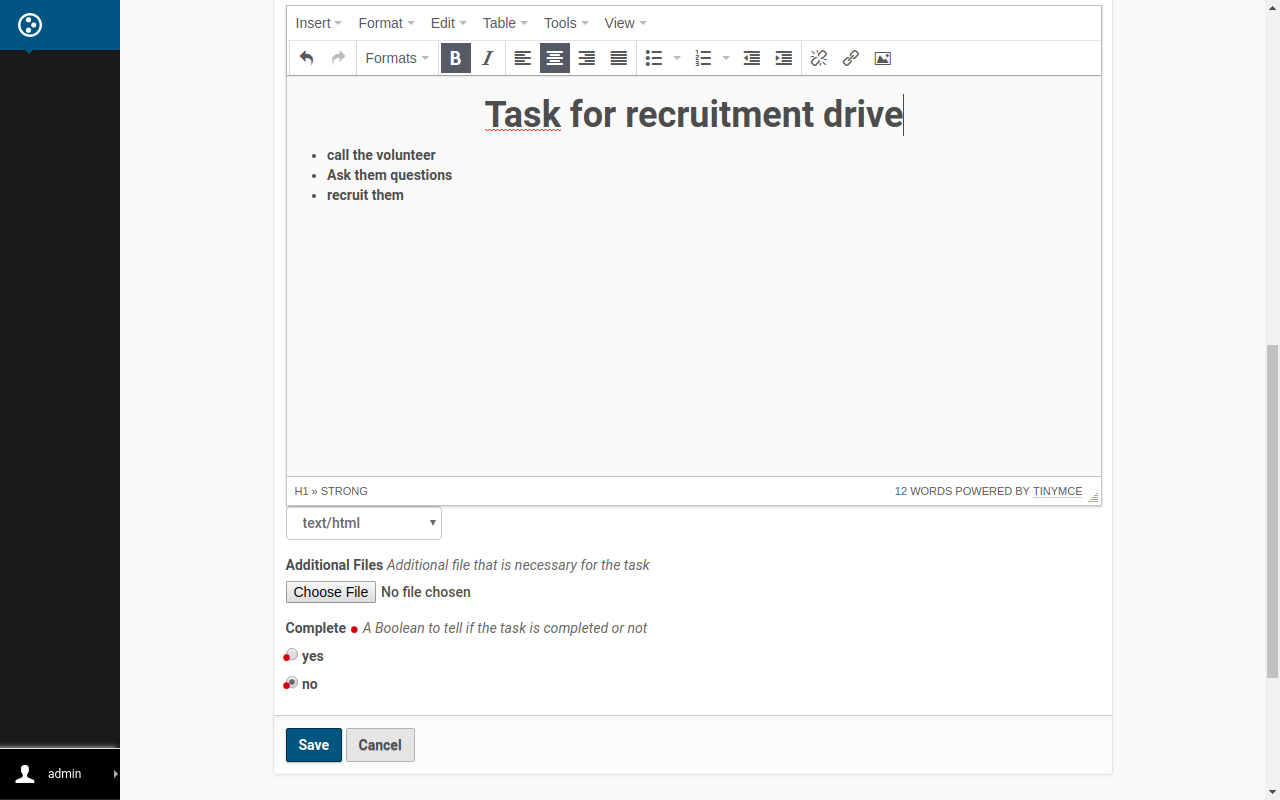 Insert Format Edit Table Tools View
Formats B I
Task for recruitment drive
call the volunteer
Ask them questions
recruit them
H1 » STRONG 12 WORDS POWERED BY TINYMCE
text/html
Additional Files Additional file that is necessary for the task
Choose File No file chosen
Complete A Boolean to tell if the task is completed or not
yes
no
Save Cancel
admin